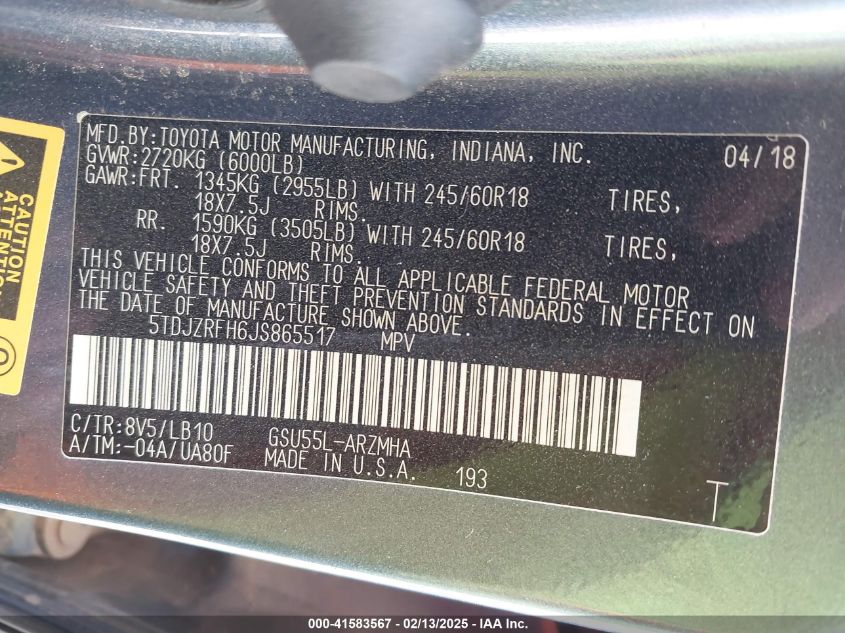 MFD.BY:TOYOTA MOTOR MANUFACTURING, INDIANA, INC. 04/18
GVWR:2720KG (6000LB)
GAWR:FRT. 1345KG (2955LB) WITH 245/60R18 TIRES,
18X7.5J RIMS.
RR. 1590KG (3505LB) WITH 245/60R18 TIRES,
18X7.5J RIMS.
THIS VEHICLE CONFORMS TO ALL APPLICABLE FEDERAL MOTOR
VEHICLE SAFETY AND THEFT PREVENTION STANDARDS IN EFFECT ON
THE DATE OF MANUFACTURE SHOWN ABOVE.
5TDJZRFH6JS865517 MPV
C/TR:8V5/LB10 GSU55L-ARZMHA
A/TM:-04A/UA80F MADE IN U.S.A. 193
T
CAUTION
ATTENTION
000-41583567 - 02/13/2025 - IAA Inc.